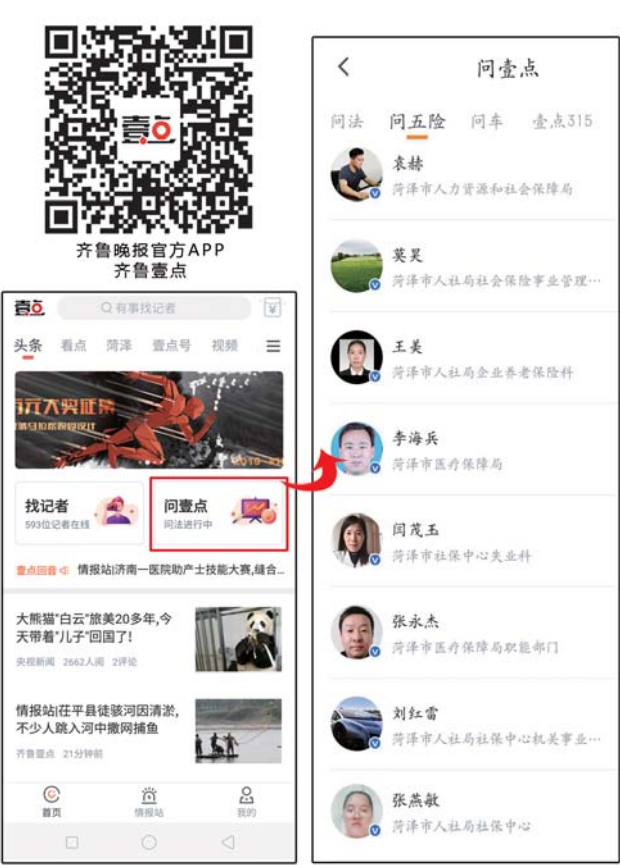 壹点
齐鲁晚报官方APP
齐鲁壹点
壹点
有事找记者
¥
头条 看点 菏泽 壹点号 视频
万元大奖征集
2019
找记者
593位记者在线
问壹点
问法进行中
壹点回音 情报站|济南一医院助产士技能大赛,缝合...
大熊猫"白云"旅美20多年,今
天带着"儿子"回国了!
央视新闻 2662人阅 2评论
情报站|茌平县徒骇河因清淤,
不少人跳入河中撒网捕鱼
齐鲁壹点 21分钟前
首页 情报站 我的
问壹点
问法 问五险 问车 壹点315
袁赫
菏泽市人力资源和社会保障局
莫昊
菏泽市人社局社会保险事业管理…
王美
菏泽市人社局企业养老保险科
李海兵
菏泽市医疗保障局
闫茂玉
菏泽市社保中心失业科
张永杰
菏泽市医疗保障局职能部门
刘红雷
菏泽市人社局社保中心机关事业…
张燕敏
菏泽市人社局社保中心